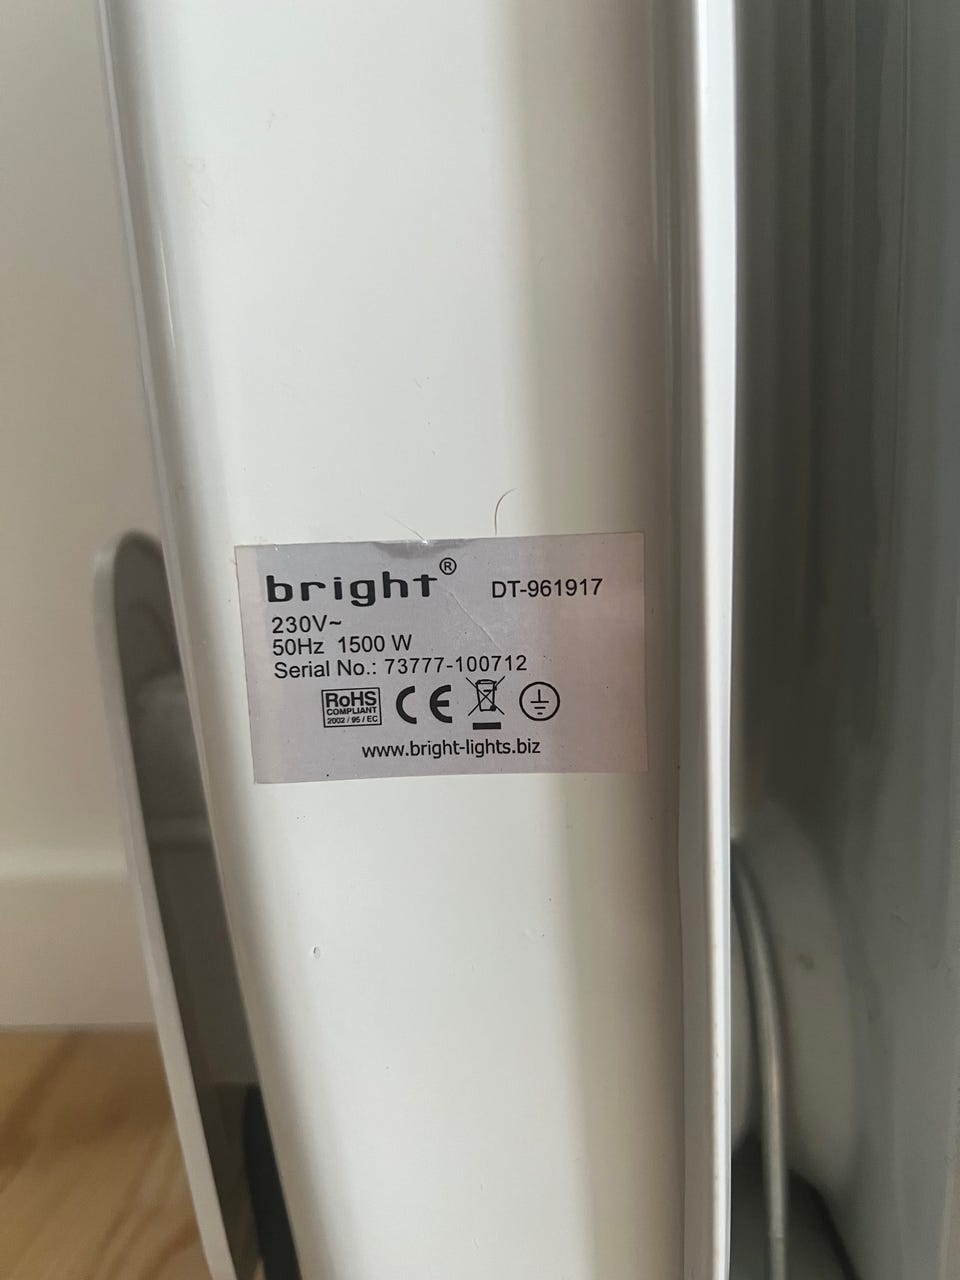 bright® DT-961917
230V~
50Hz 1500 W
Serial No.: 73777-100712
RoHS
COMPLIANT
2002 / 95 / EC
CE
www.bright-lights.biz